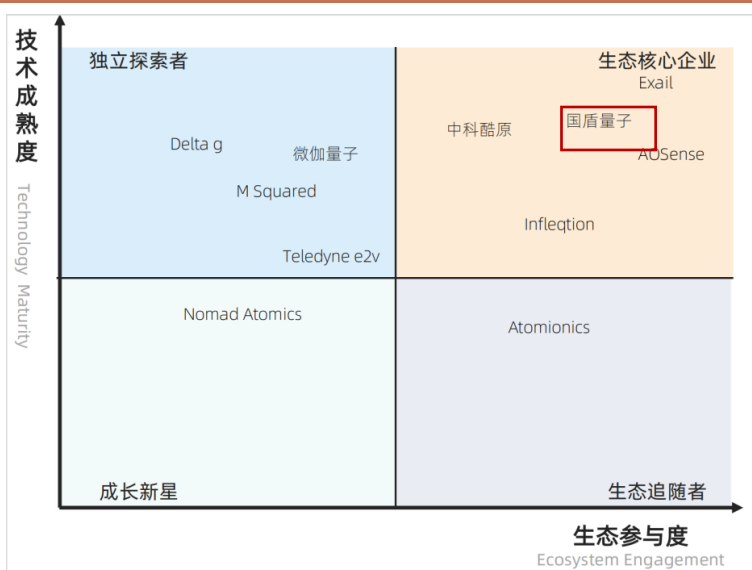 技术成熟度
Technology Maturity
独立探索者
生态核心企业
Exail
国盾量子
中科酷原
Delta g
微伽量子
AOSense
M Squared
Infleqtion
Teledyne e2v
Nomad Atomics
Atomionics
成长新星
生态追随者
生态参与度
Ecosystem Engagement